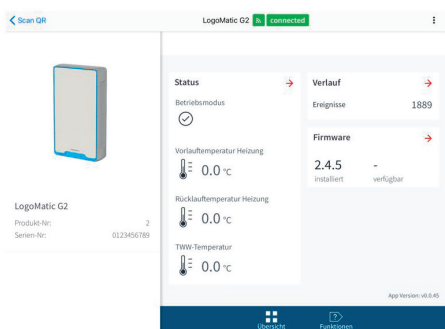 Scan QR
LogoMatic G2 connected
LogoMatic G2
Produkt-Nr: 2
Serien-Nr: 0123456789
Status
Betriebsmodus
Vorlauftemperatur Heizung
0.0 °C
Rücklauftemperatur Heizung
0.0 °C
TWW-Temperatur
0.0 °C
Verlauf
Ereignisse 1889
Firmware
2.4.5 -
installiert verfügbar
App Version: v0.0.45
Übersicht Funktionen